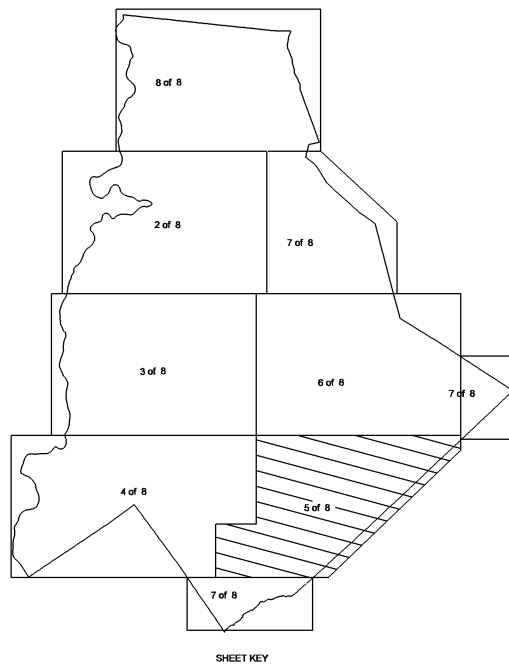 8 of 8
2 of 8
7 of 8
3 of 8
6 of 8
7 of 8
4 of 8
5 of 8
7 of 8
SHEET KEY